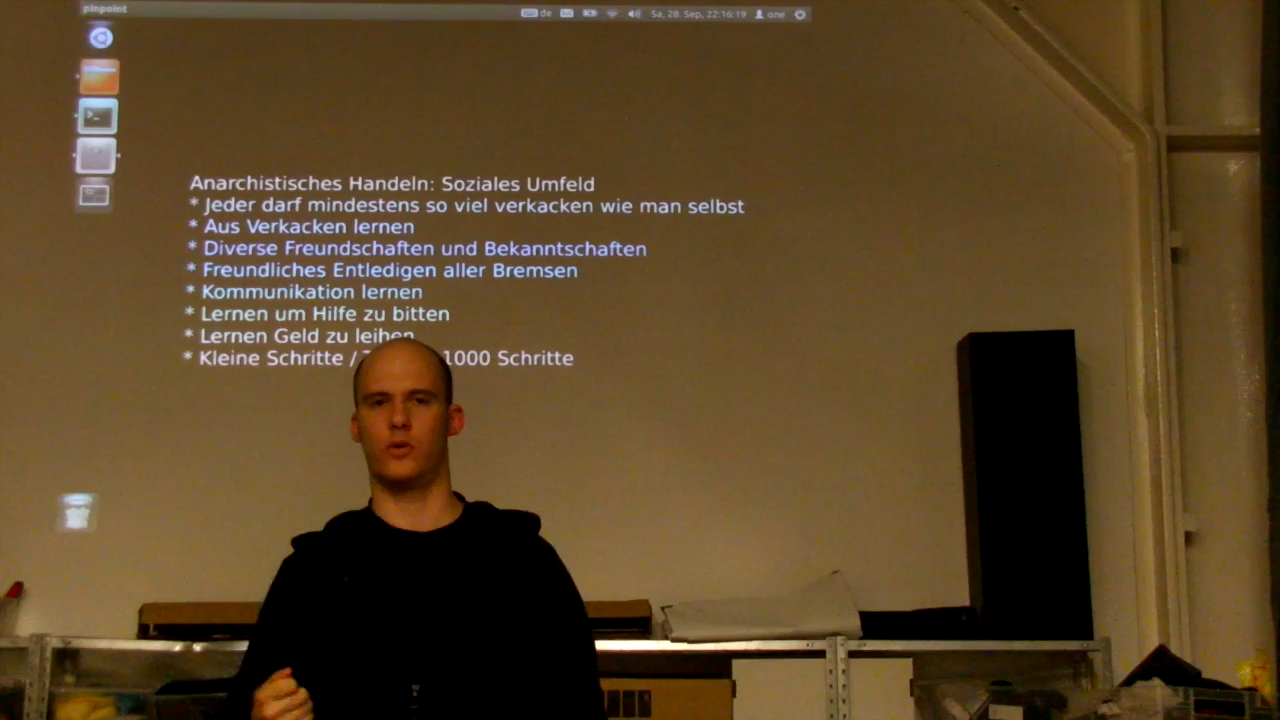 pinpoint
de
Sa, 28. Sep, 22:16:19
one
Anarchistisches Handeln: Soziales Umfeld
* Jeder darf mindestens so viel verkacken wie man selbst
* Aus Verkacken lernen
* Diverse Freundschaften und Bekanntschaften
* Freundliches Entledigen aller Bremsen
* Kommunikation lernen
* Lernen um Hilfe zu bitten
* Lernen Geld zu leihen
* Kleine Schritte / 1000 Schritte